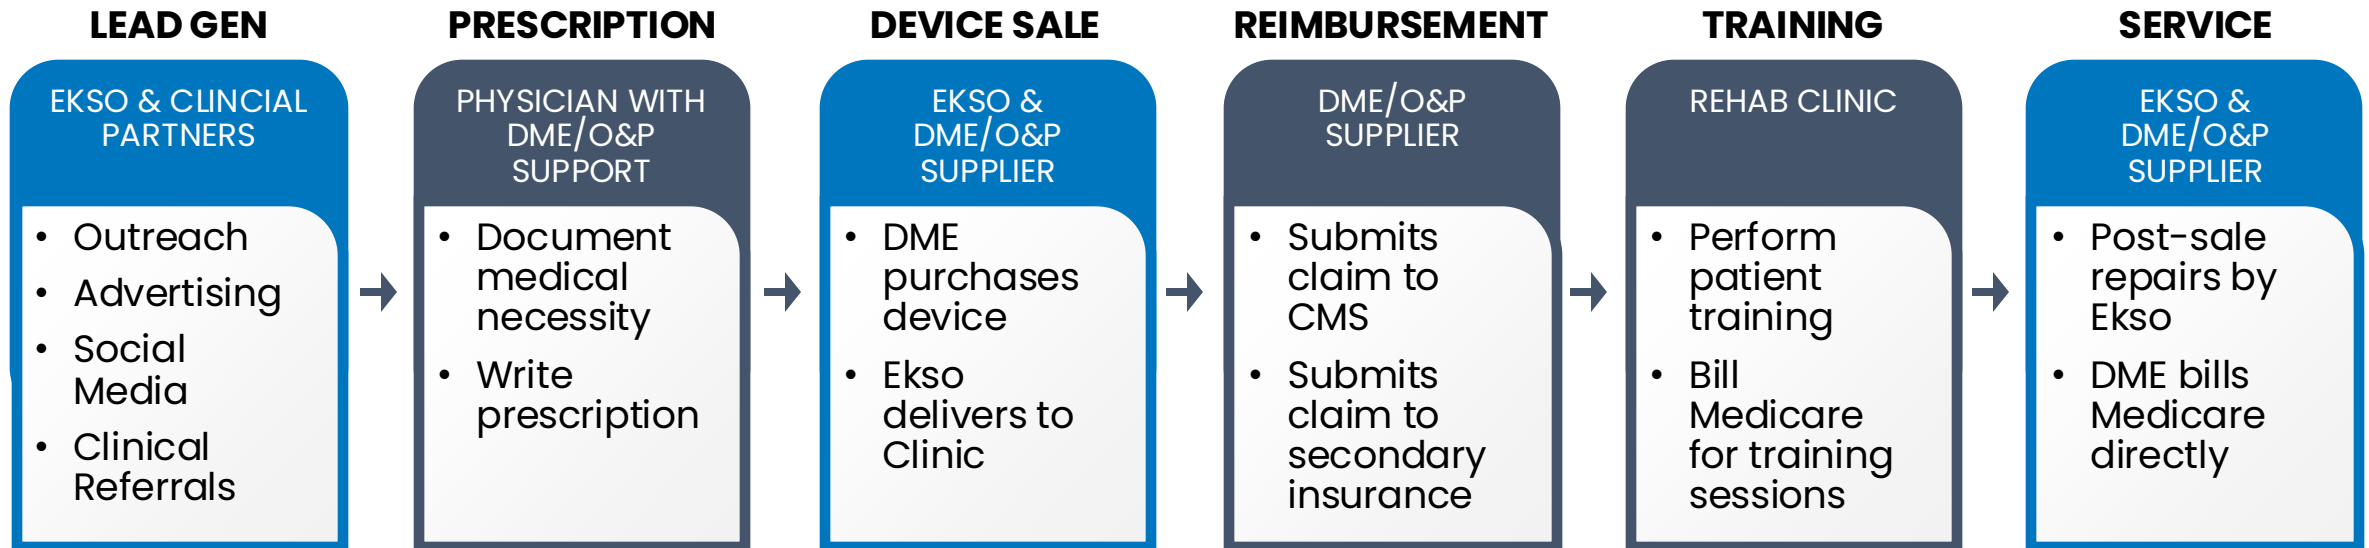 LEAD GEN
EKSO & CLINCIAL
PARTNERS
• Outreach
• Advertising
• Social
Media
• Clinical
Referrals
PRESCRIPTION
PHYSICIAN WITH
DME/O&P
SUPPORT
• Document
medical
necessity
• Write
prescription
DEVICE SALE
EKSO &
DME/O&P
SUPPLIER
• DME
purchases
device
• Ekso
delivers to
Clinic
REIMBURSEMENT
DME/O&P
SUPPLIER
• Submits
claim to
CMS
• Submits
claim to
secondary
insurance
TRAINING
REHAB CLINIC
• Perform
patient
training
• Bill
Medicare
for training
sessions
SERVICE
EKSO &
DME/O&P
SUPPLIER
• Post-sale
repairs by
Ekso
• DME bills
Medicare
directly